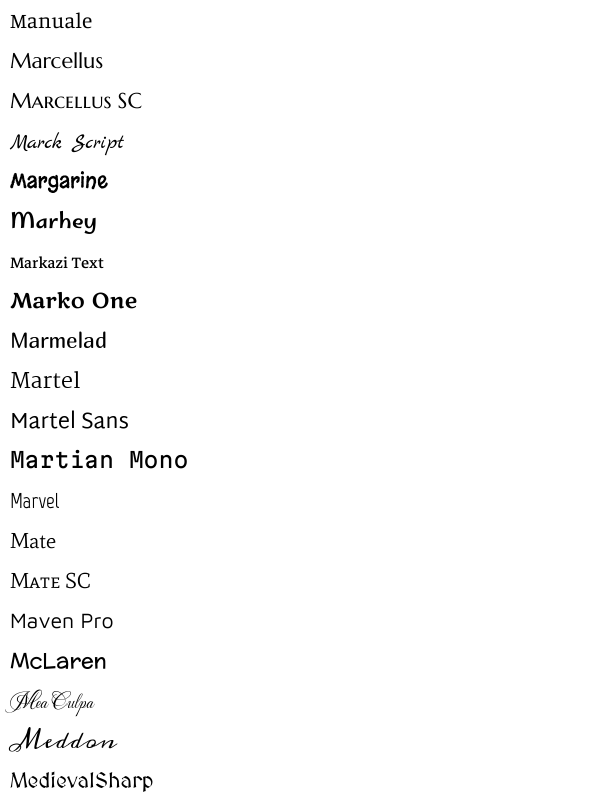 Manuale
Marcellus
Marcellus SC
Marck Script
Margarine
Marhey
Markazi Text
Marko One
Marmelad
Martel
Martel Sans
Martian Mono
Marvel
Mate
Mate SC
Maven Pro
McLaren
Mea Culpa
Meddon
MedievalSharp